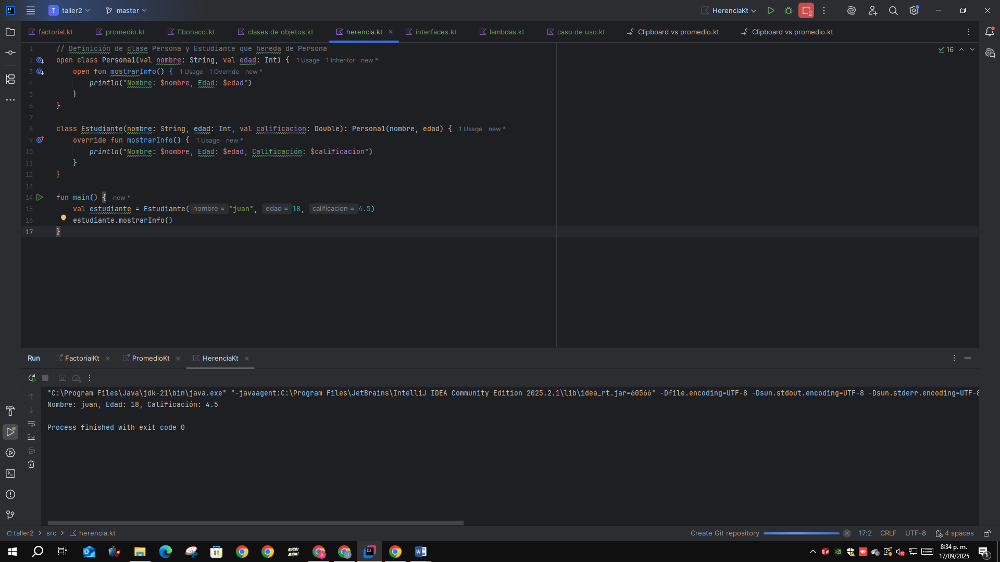 taller2 master HerenciaKt 2
factorial.kt promedio.kt fibonacci.kt clases de objetos.kt herencia.kt interfaces.kt lambdas.kt caso de uso.kt Clipboard vs promedio.kt Clipboard vs promedio.kt
16
1 // Definición de clase Persona y Estudiante que hereda de Persona
2 open class Persona1(val nombre: String, val edad: Int) { 1 Usage 1 Inheritor new *
3 open fun mostrarInfo() { 1 Usage 1 Override new *
4 println("Nombre: $nombre, Edad: $edad")
5 }
6 }
7
8 class Estudiante(nombre: String, edad: Int, val calificacion: Double): Persona1(nombre, edad) { 1 Usage new *
9 override fun mostrarInfo() { 1 Usage new *
10 println("Nombre: $nombre, Edad: $edad, Calificación: $calificacion")
11 }
12 }
13
14 fun main() { new *
15 val estudiante = Estudiante( nombre = "juan", edad = 18, calificacion = 4.5)
16 estudiante.mostrarInfo()
17 }
Run FactorialKt PromedioKt HerenciaKt
"C:\Program Files\Java\jdk-21\bin\java.exe" "-javaagent:C:\Program Files\JetBrains\IntelliJ IDEA Community Edition 2025.2.1\lib\idea_rt.jar=60566" -Dfile.encoding=UTF-8 -Dsun.stdout.encoding=UTF-8 -Dsun.stderr.encoding=UTF-8
Nombre: juan, Edad: 18, Calificación: 4.5
Process finished with exit code 0
taller2 > src > herencia.kt Create Git repository 17:2 CRLF UTF-8 4 spaces
8:34 p. m.
17/09/2025
1